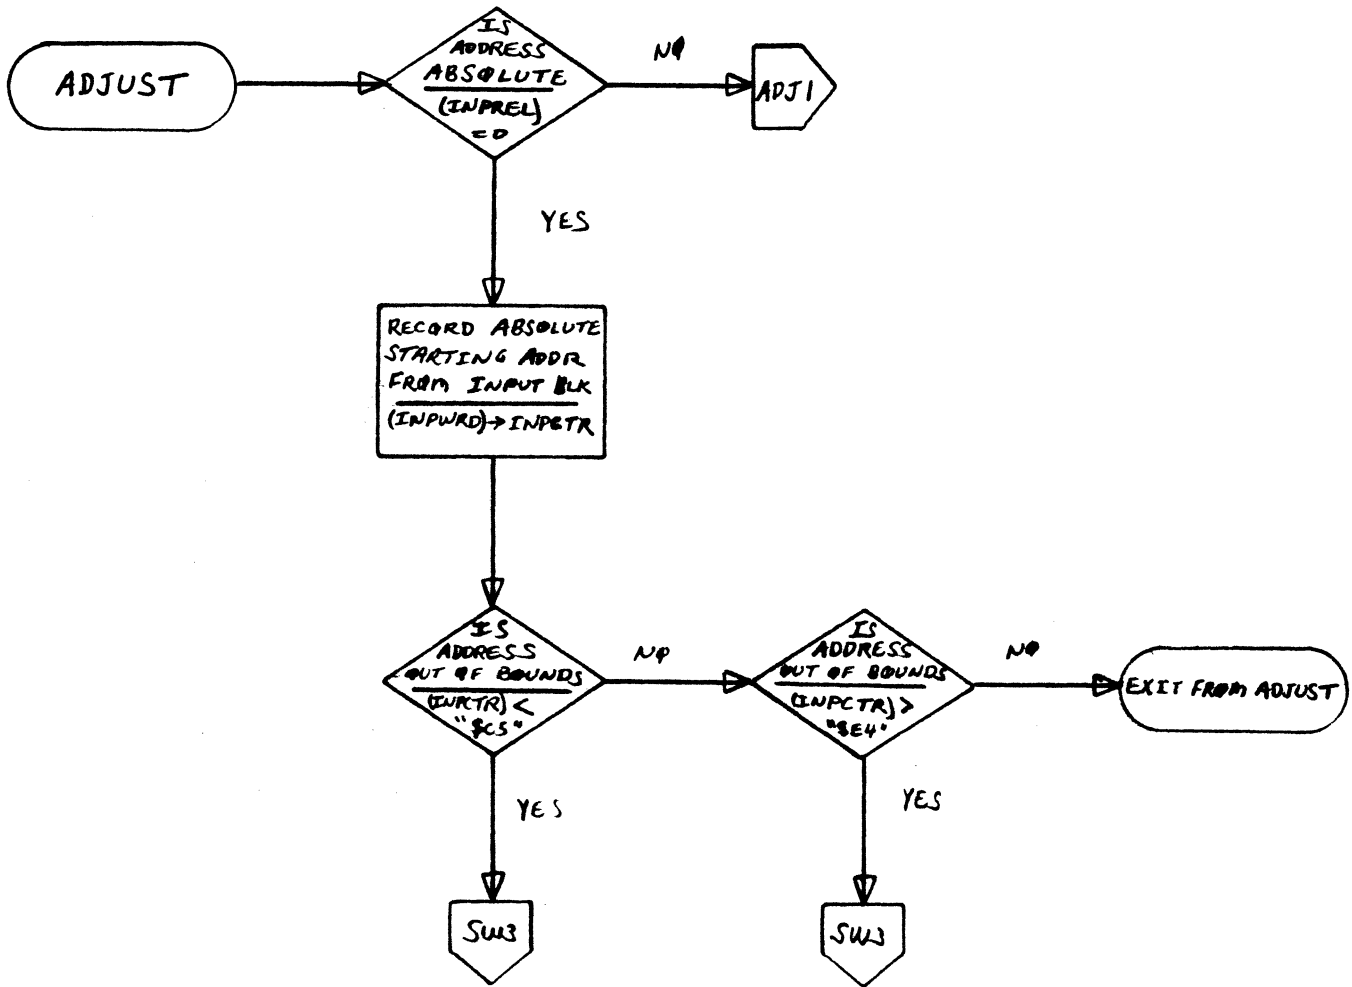 ADJUST
IS
ADDRESS
ABSOLUTE
(INPREL)
=0
NO
ADJ1
YES
RECORD ABSOLUTE
STARTING ADDR
FROM INPUT BLK
(INPWRD)→INPCTR
IS
ADDRESS
OUT OF BOUNDS
(INPCTR) <
"$C5"
NO
IS
ADDRESS
OUT OF BOUNDS
(INPCTR) >
"$E4"
NO
EXIT FROM ADJUST
YES
YES
SW3
SW3